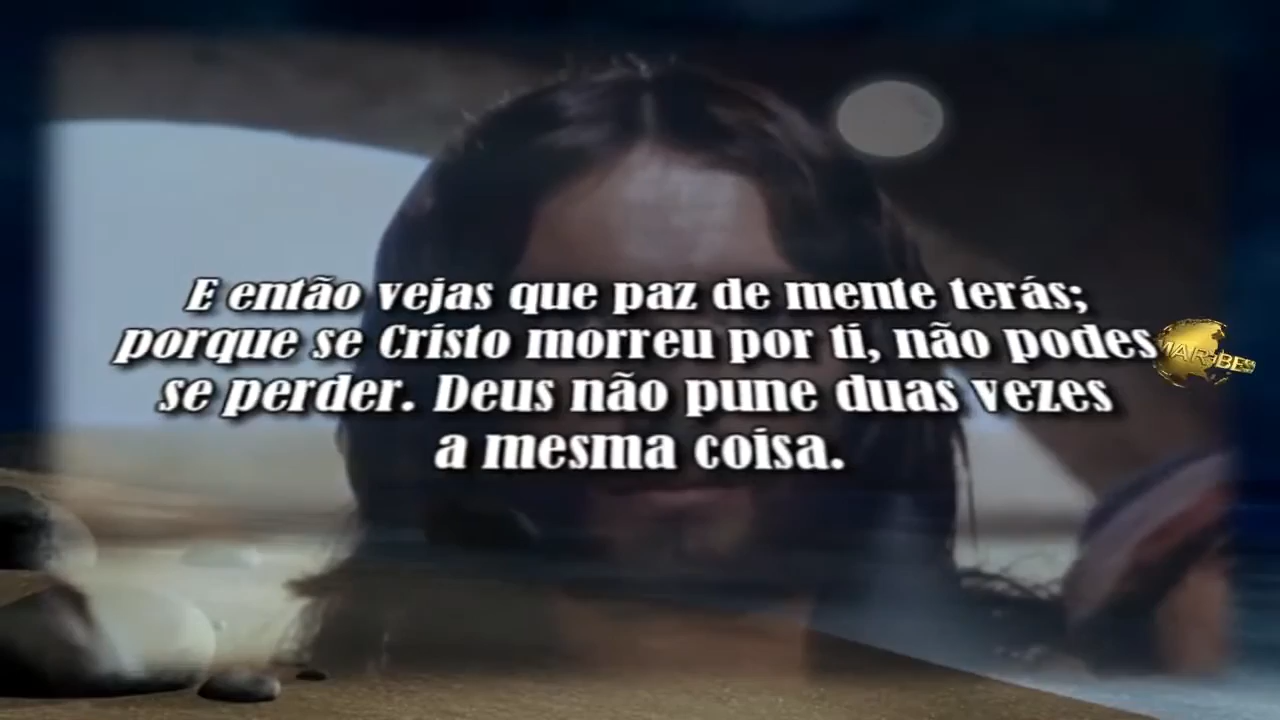 E então vejas que paz de mente terás;
porque se Cristo morreu por ti, não podes
se perder. Deus não pune duas vezes
a mesma coisa.